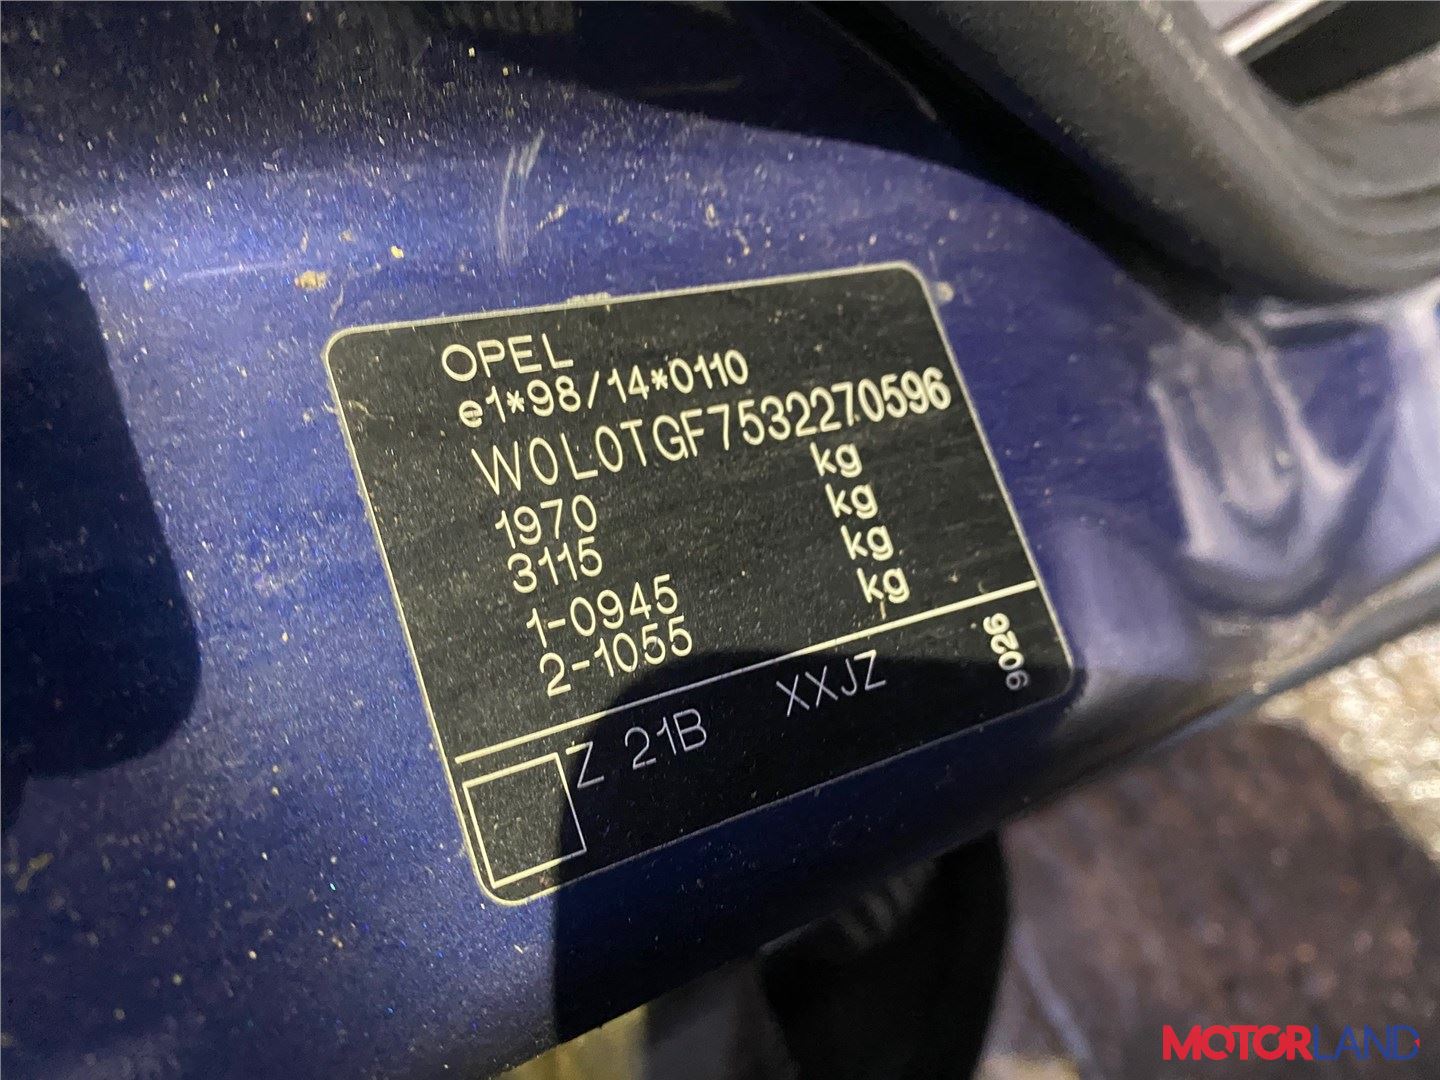 OPEL
e1*98/14*0110
W0L0TGF7532270596
1970 kg
3115 kg
1-0945 kg
2-1055 kg
Z 21B XXJZ
9026
MOTORLAND